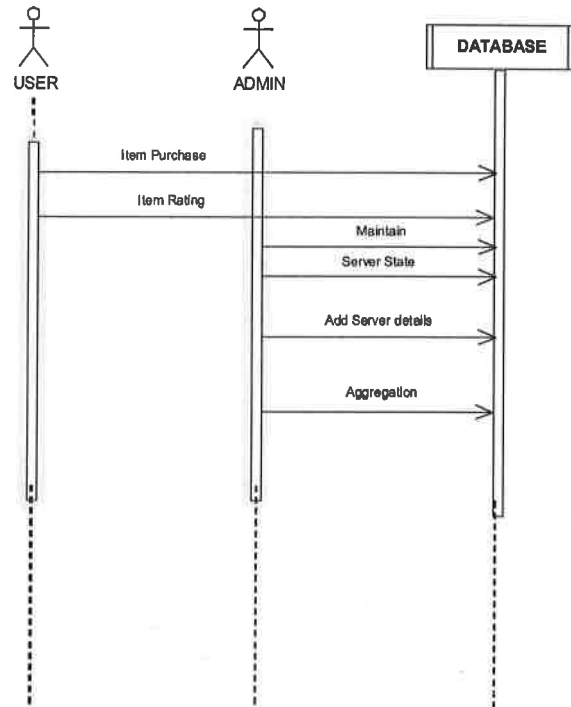 USER
ADMIN
DATABASE
Item Purchase
Item Rating
Maintain
Server State
Add Server details
Aggregation